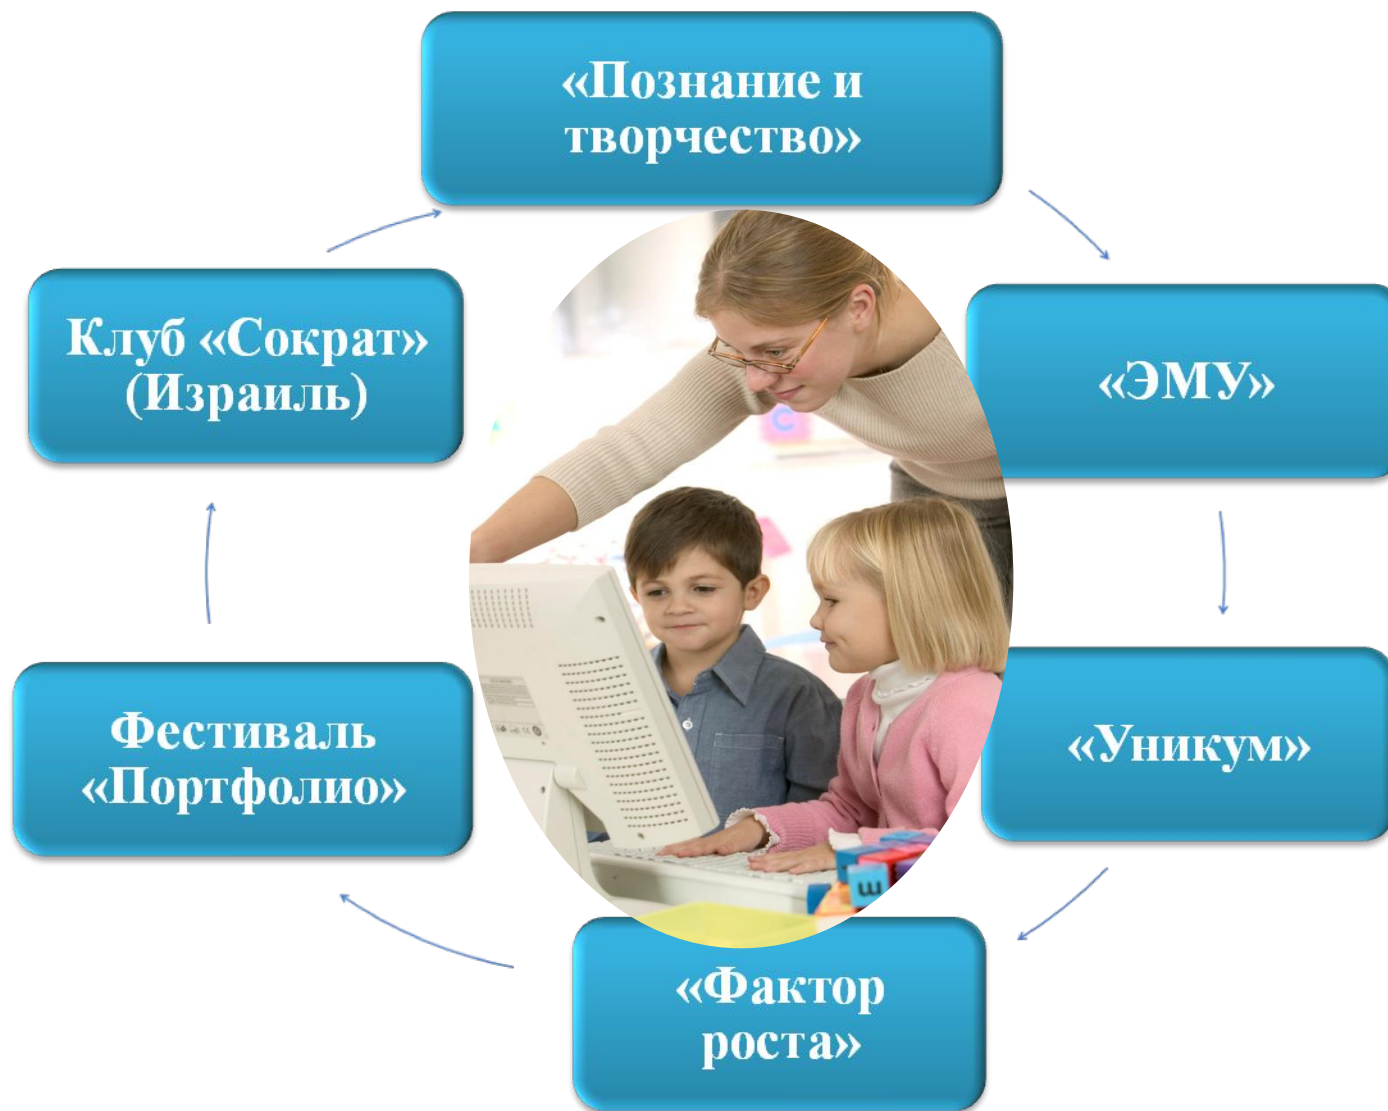 «Познание и
творчество»
«ЭМУ»
«Уникум»
«Фактор
роста»
Фестиваль
«Портфолио»
Клуб «Сократ»
(Израиль)